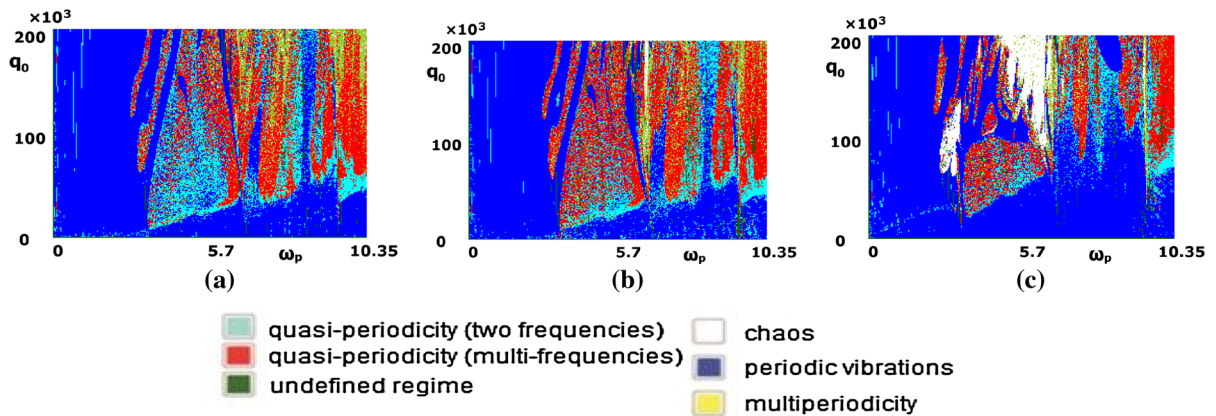 ×10³
200
q₀
100
0
0 5.7 ωₚ 10.35
(a)
×10³
200
q₀
100
0
0 5.7 ωₚ 10.35
(b)
×10³
200
q₀
100
0
0 5.7 ωₚ 10.35
(c)
quasi-periodicity (two frequencies)
quasi-periodicity (multi-frequencies)
undefined regime
chaos
periodic vibrations
multiperiodicity